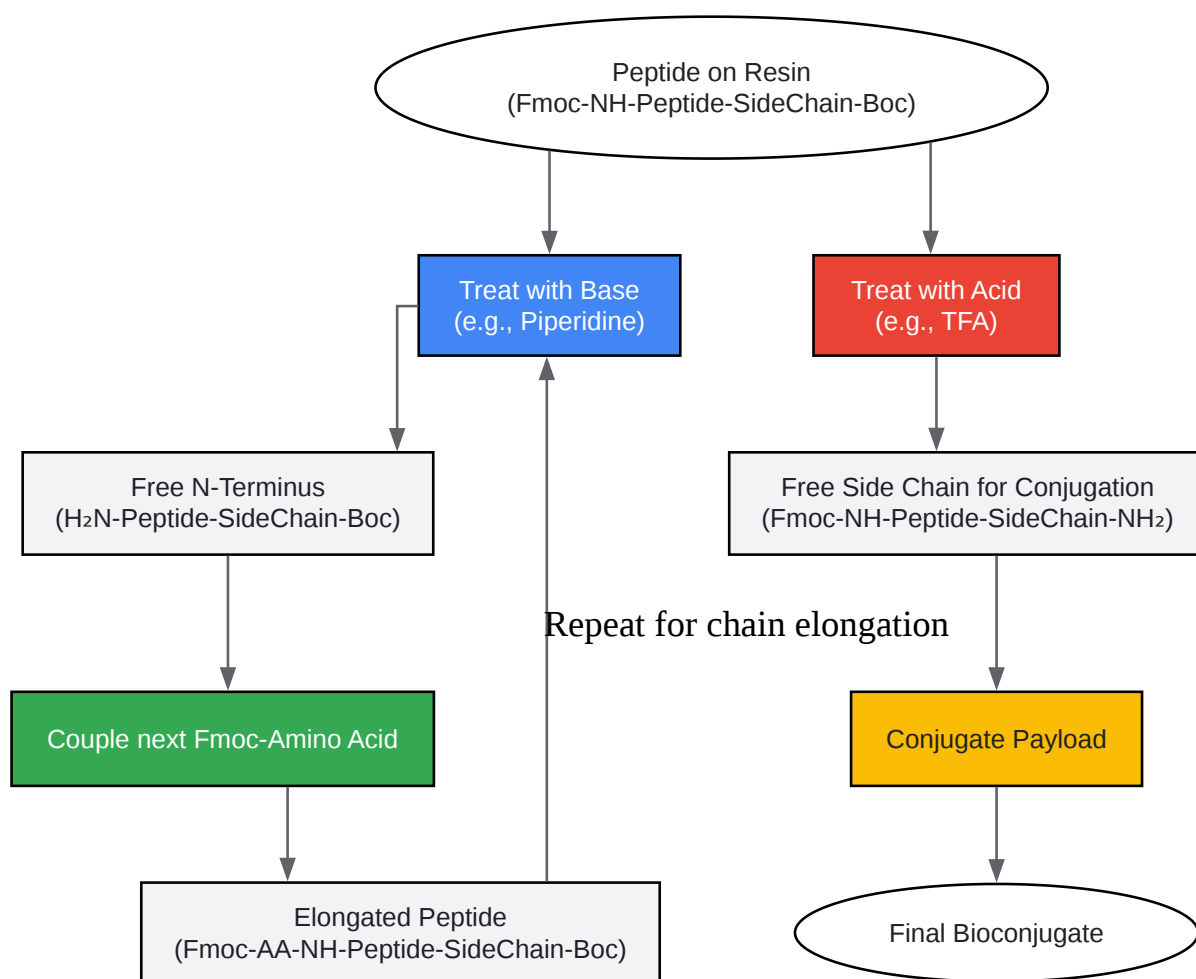 Peptide on Resin
(Fmoc-NH-Peptide-SideChain-Boc)
Treat with Base
(e.g., Piperidine)
Treat with Acid
(e.g., TFA)
Free N-Terminus
(H₂N-Peptide-SideChain-Boc)
Free Side Chain for Conjugation
(Fmoc-NH-Peptide-SideChain-NH₂)
Repeat for chain elongation
Couple next Fmoc-Amino Acid
Conjugate Payload
Elongated Peptide
(Fmoc-AA-NH-Peptide-SideChain-Boc)
Final Bioconjugate